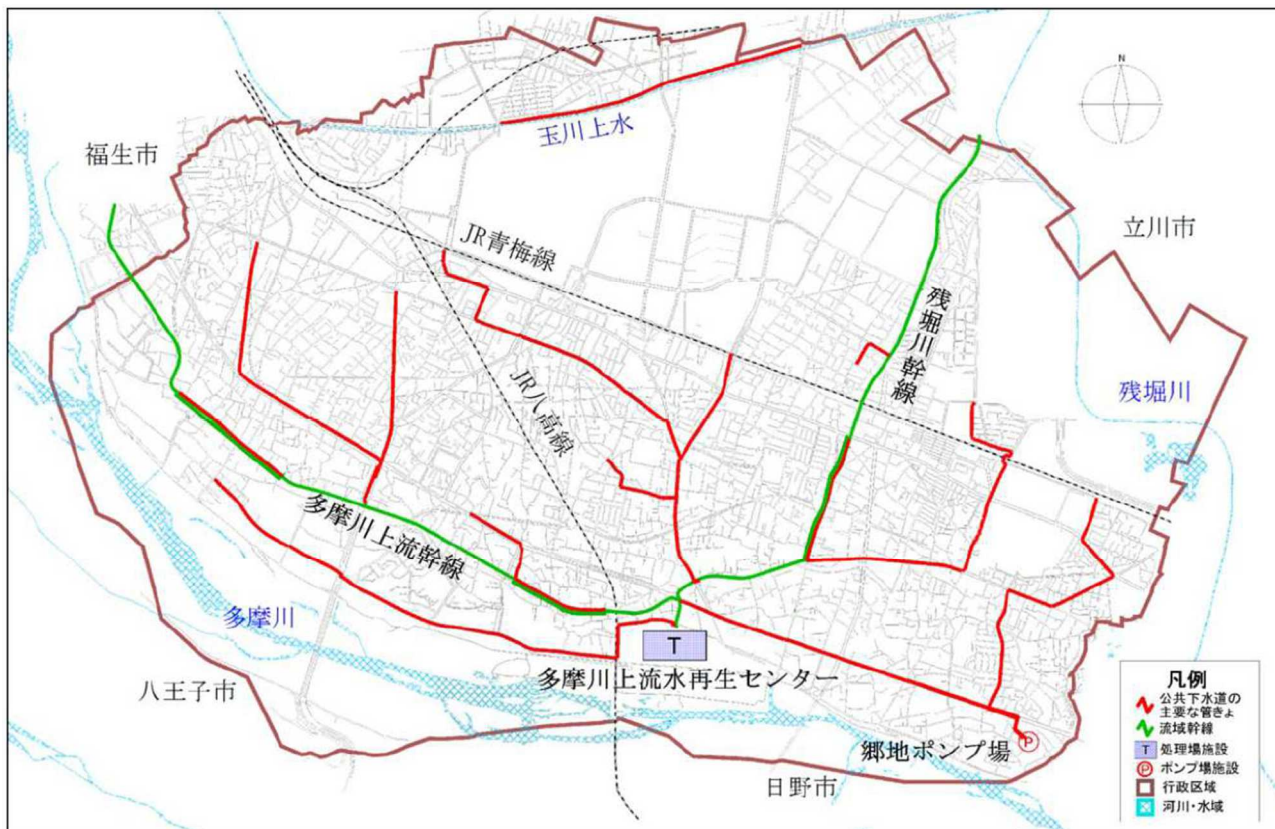 N
玉川上水
福生市
立川市
JR青梅線
残堀川幹線
JR八高線
残堀川
多摩川上流幹線
多摩川
T
多摩川上流水再生センター
八王子市
郷地ポンプ場
P
日野市
凡例
公共下水道の
主要な管きょ
流域幹線
T 処理場施設
P ポンプ場施設
行政区域
河川・水域